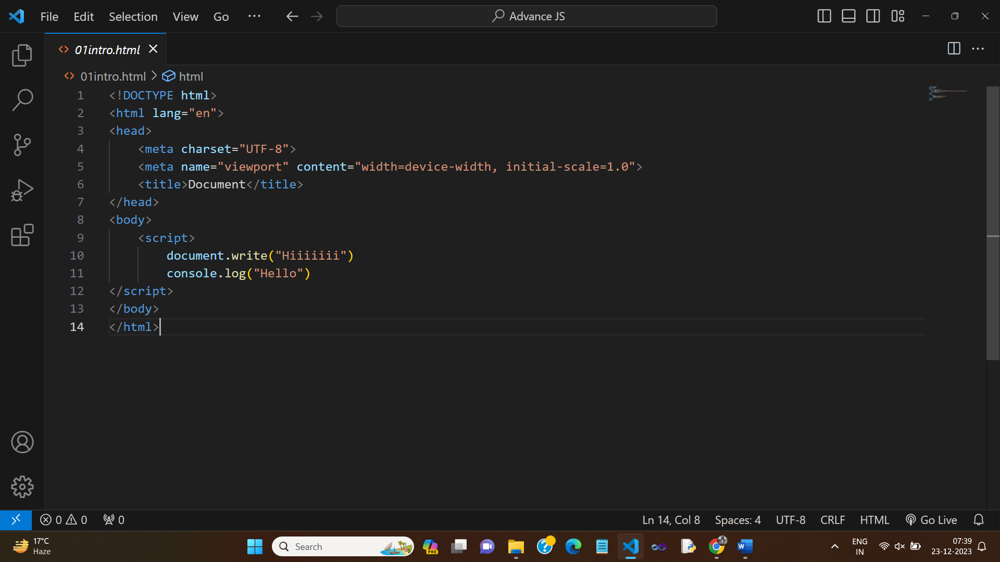 File Edit Selection View Go ··· Advance JS
01intro.html
01intro.html > html
1 <!DOCTYPE html>
2 <html lang="en">
3 <head>
4     <meta charset="UTF-8">
5     <meta name="viewport" content="width=device-width, initial-scale=1.0">
6     <title>Document</title>
7 </head>
8 <body>
9     <script>
10         document.write("Hiiiiiii")
11         console.log("Hello")
12 </script>
13 </body>
14 </html>
0 0 0 Ln 14, Col 8 Spaces: 4 UTF-8 CRLF HTML Go Live
17°C
Haze
Search
PRE
W
ENG
IN
07:39
23-12-2023